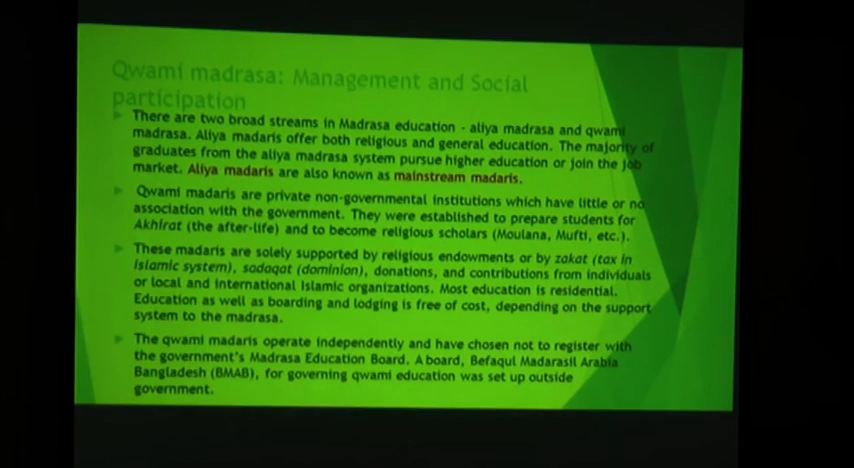 Qwami madrasa: Management and Social
participation
There are two broad streams in Madrasa education - aliya madrasa and qwami
madrasa. Aliya madaris offer both religious and general education. The majority of
graduates from the aliya madrasa system pursue higher education or join the job
market. Aliya madaris are also known as mainstream madaris.
Qwami madaris are private non-governmental institutions which have little or no
association with the government. They were established to prepare students for
Akhirat (the after-life) and to become religious scholars (Moulana, Mufti, etc.).
These madaris are solely supported by religious endowments or by zakat (tax in
Islamic system), sadaqat (dominion), donations, and contributions from individuals
or local and international Islamic organizations. Most education is residential.
Education as well as boarding and lodging is free of cost, depending on the support
system to the madrasa.
The qwami madaris operate independently and have chosen not to register with
the government's Madrasa Education Board. A board, Befaqul Madarasil Arabia
Bangladesh (BMAB), for governing qwami education was set up outside
government.